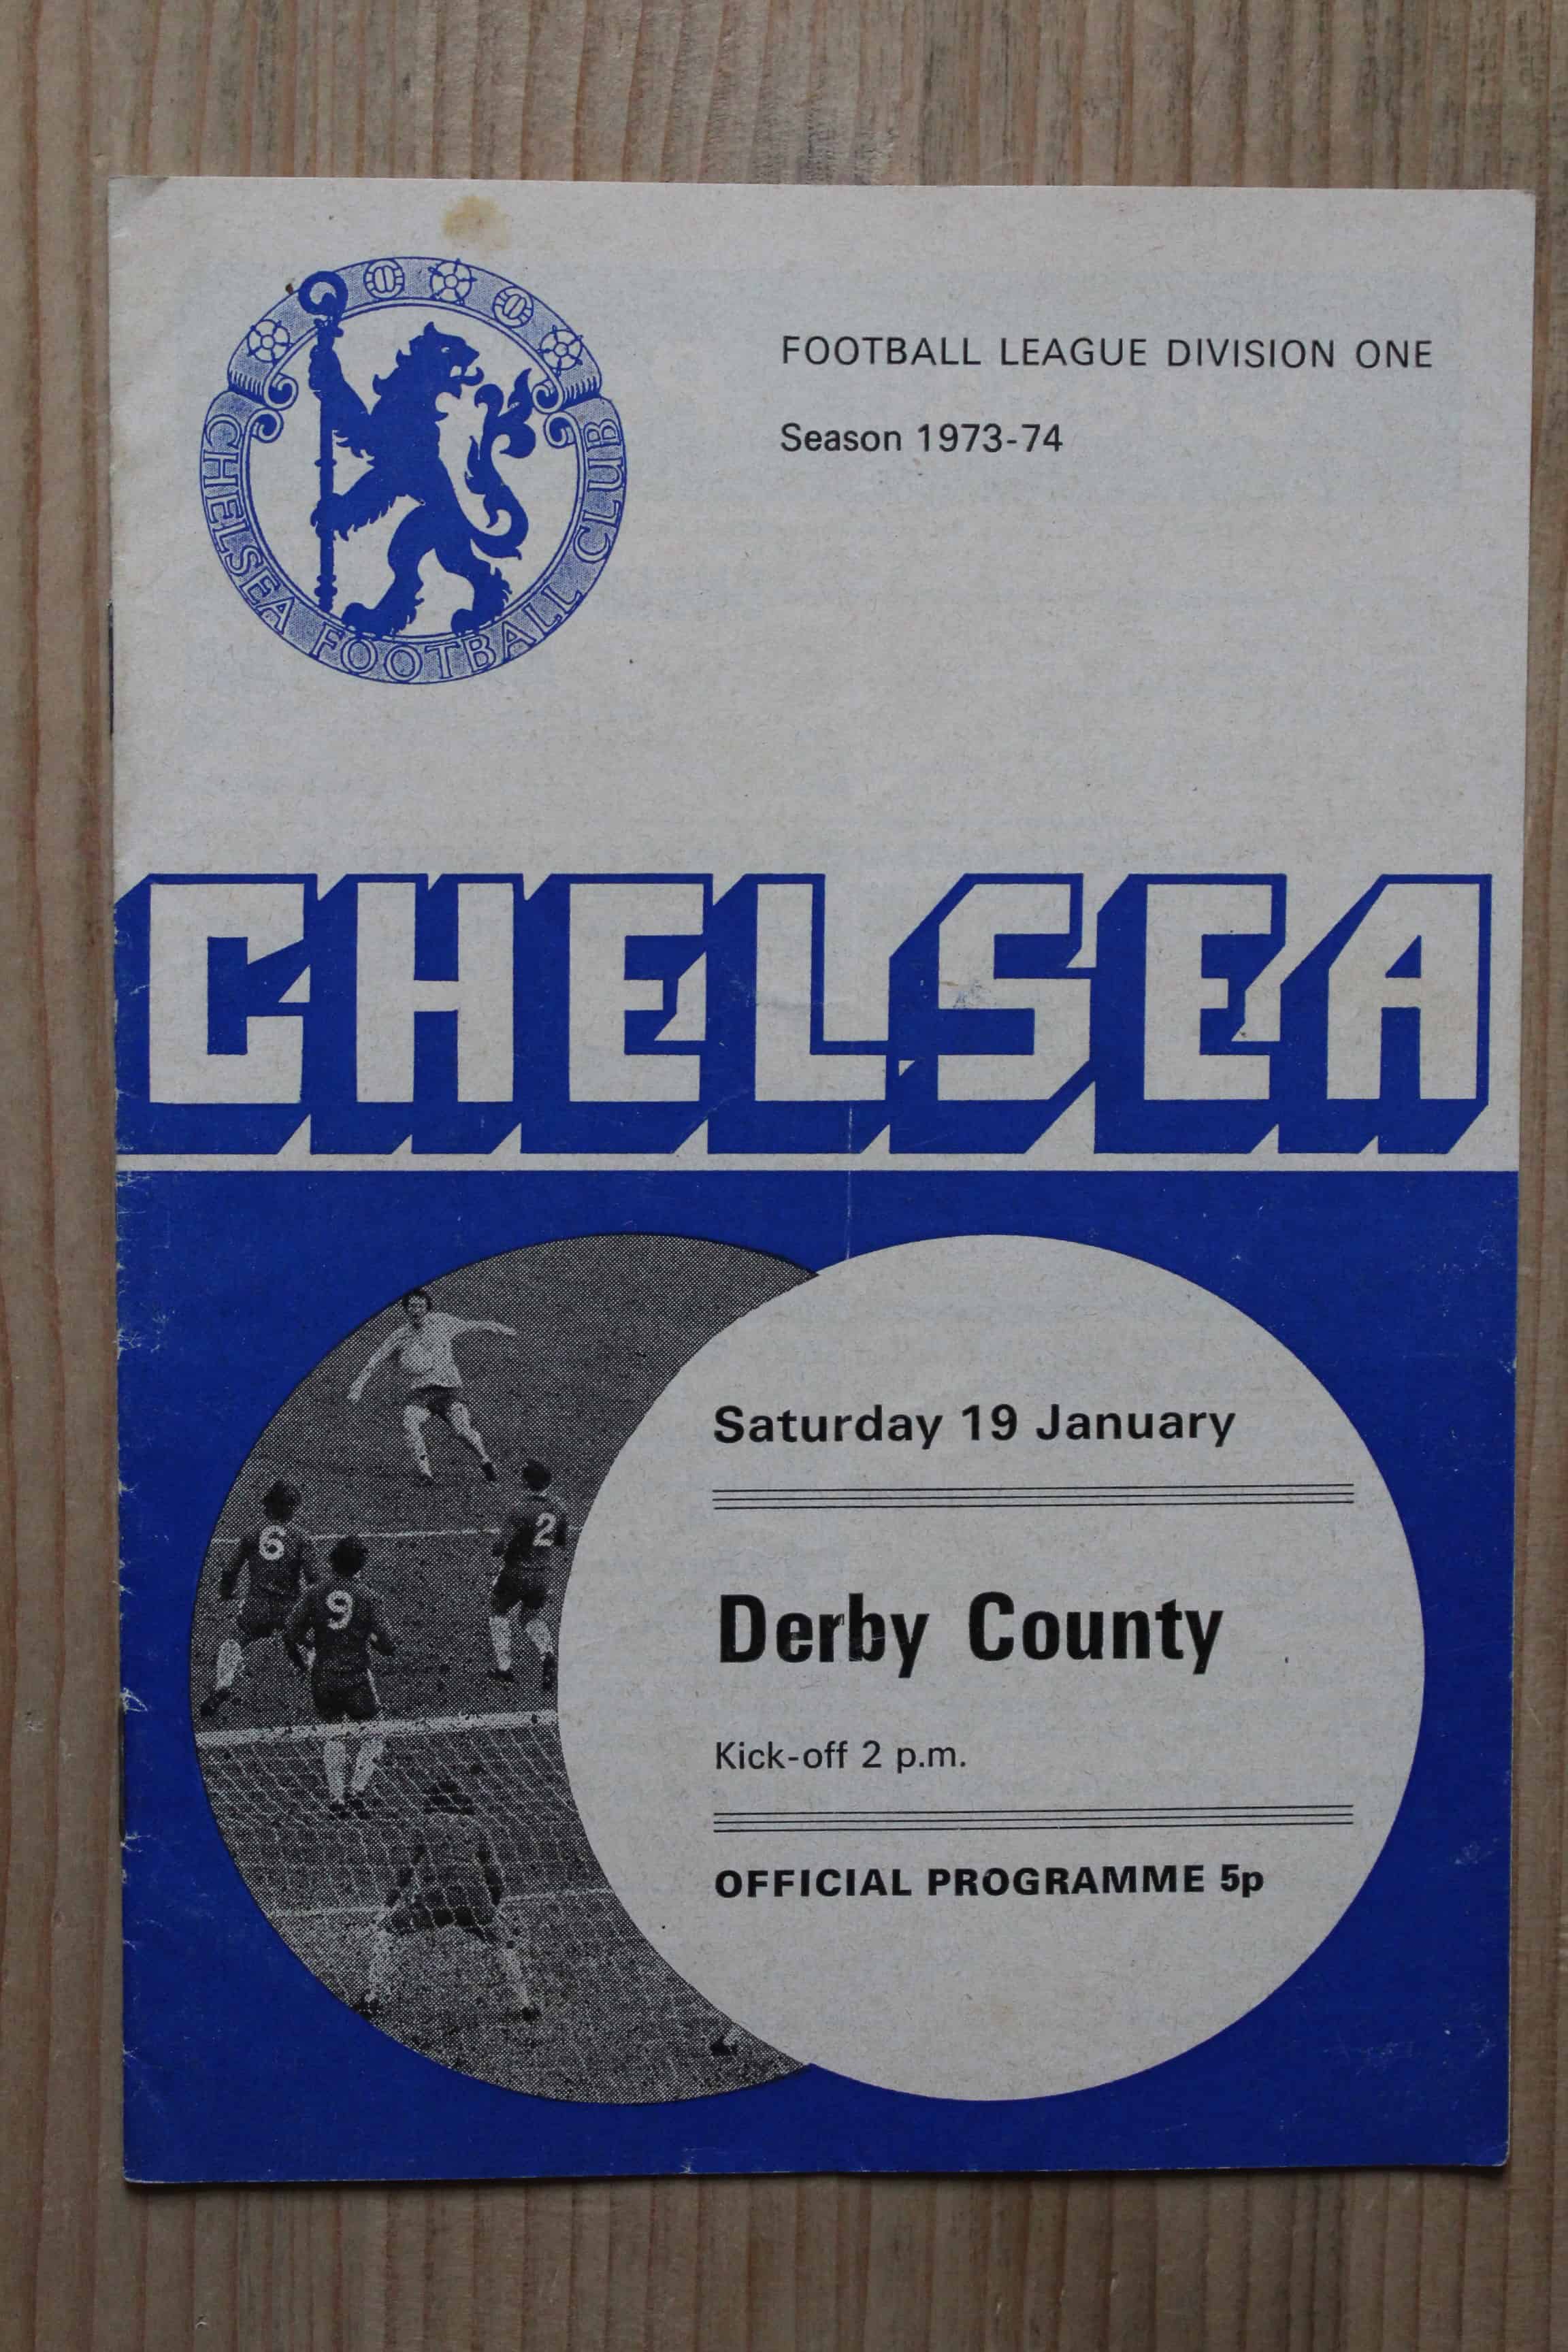 CHELSEA FOOTBALL CLUB
FOOTBALL LEAGUE DIVISION ONE
Season 1973-74
CHELSEA
Saturday 19 January
Derby County
Kick-off 2 p.m.
OFFICIAL PROGRAMME 5p
6
2
9